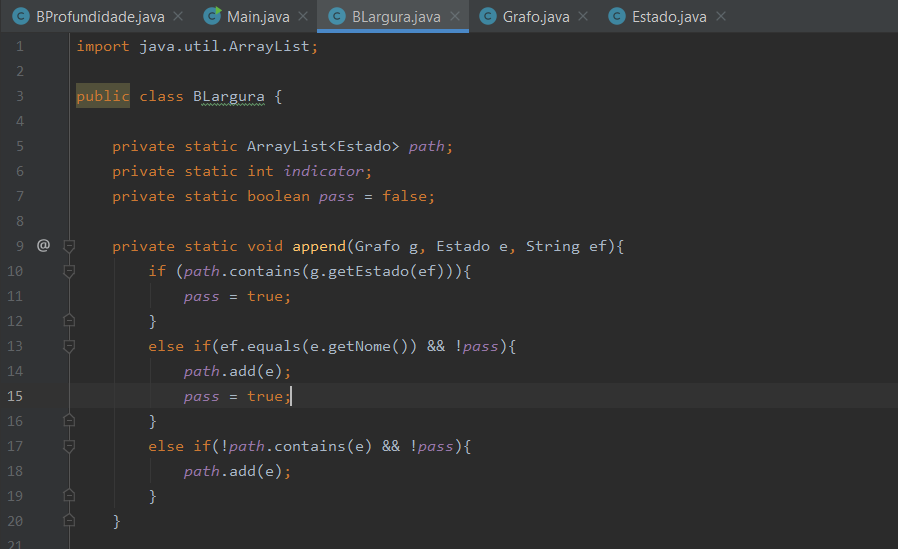 BProfundidade.java Main.java BLargura.java Grafo.java Estado.java
1 import java.util.ArrayList;
2
3 public class BLargura {
4
5 private static ArrayList<Estado> path;
6 private static int indicator;
7 private static boolean pass = false;
8
9 @ private static void append(Grafo g, Estado e, String ef){
10 if (path.contains(g.getEstado(ef))){
11 pass = true;
12 }
13 else if(ef.equals(e.getNome()) && !pass){
14 path.add(e);
15 pass = true;
16 }
17 else if(!path.contains(e) && !pass){
18 path.add(e);
19 }
20 }
21